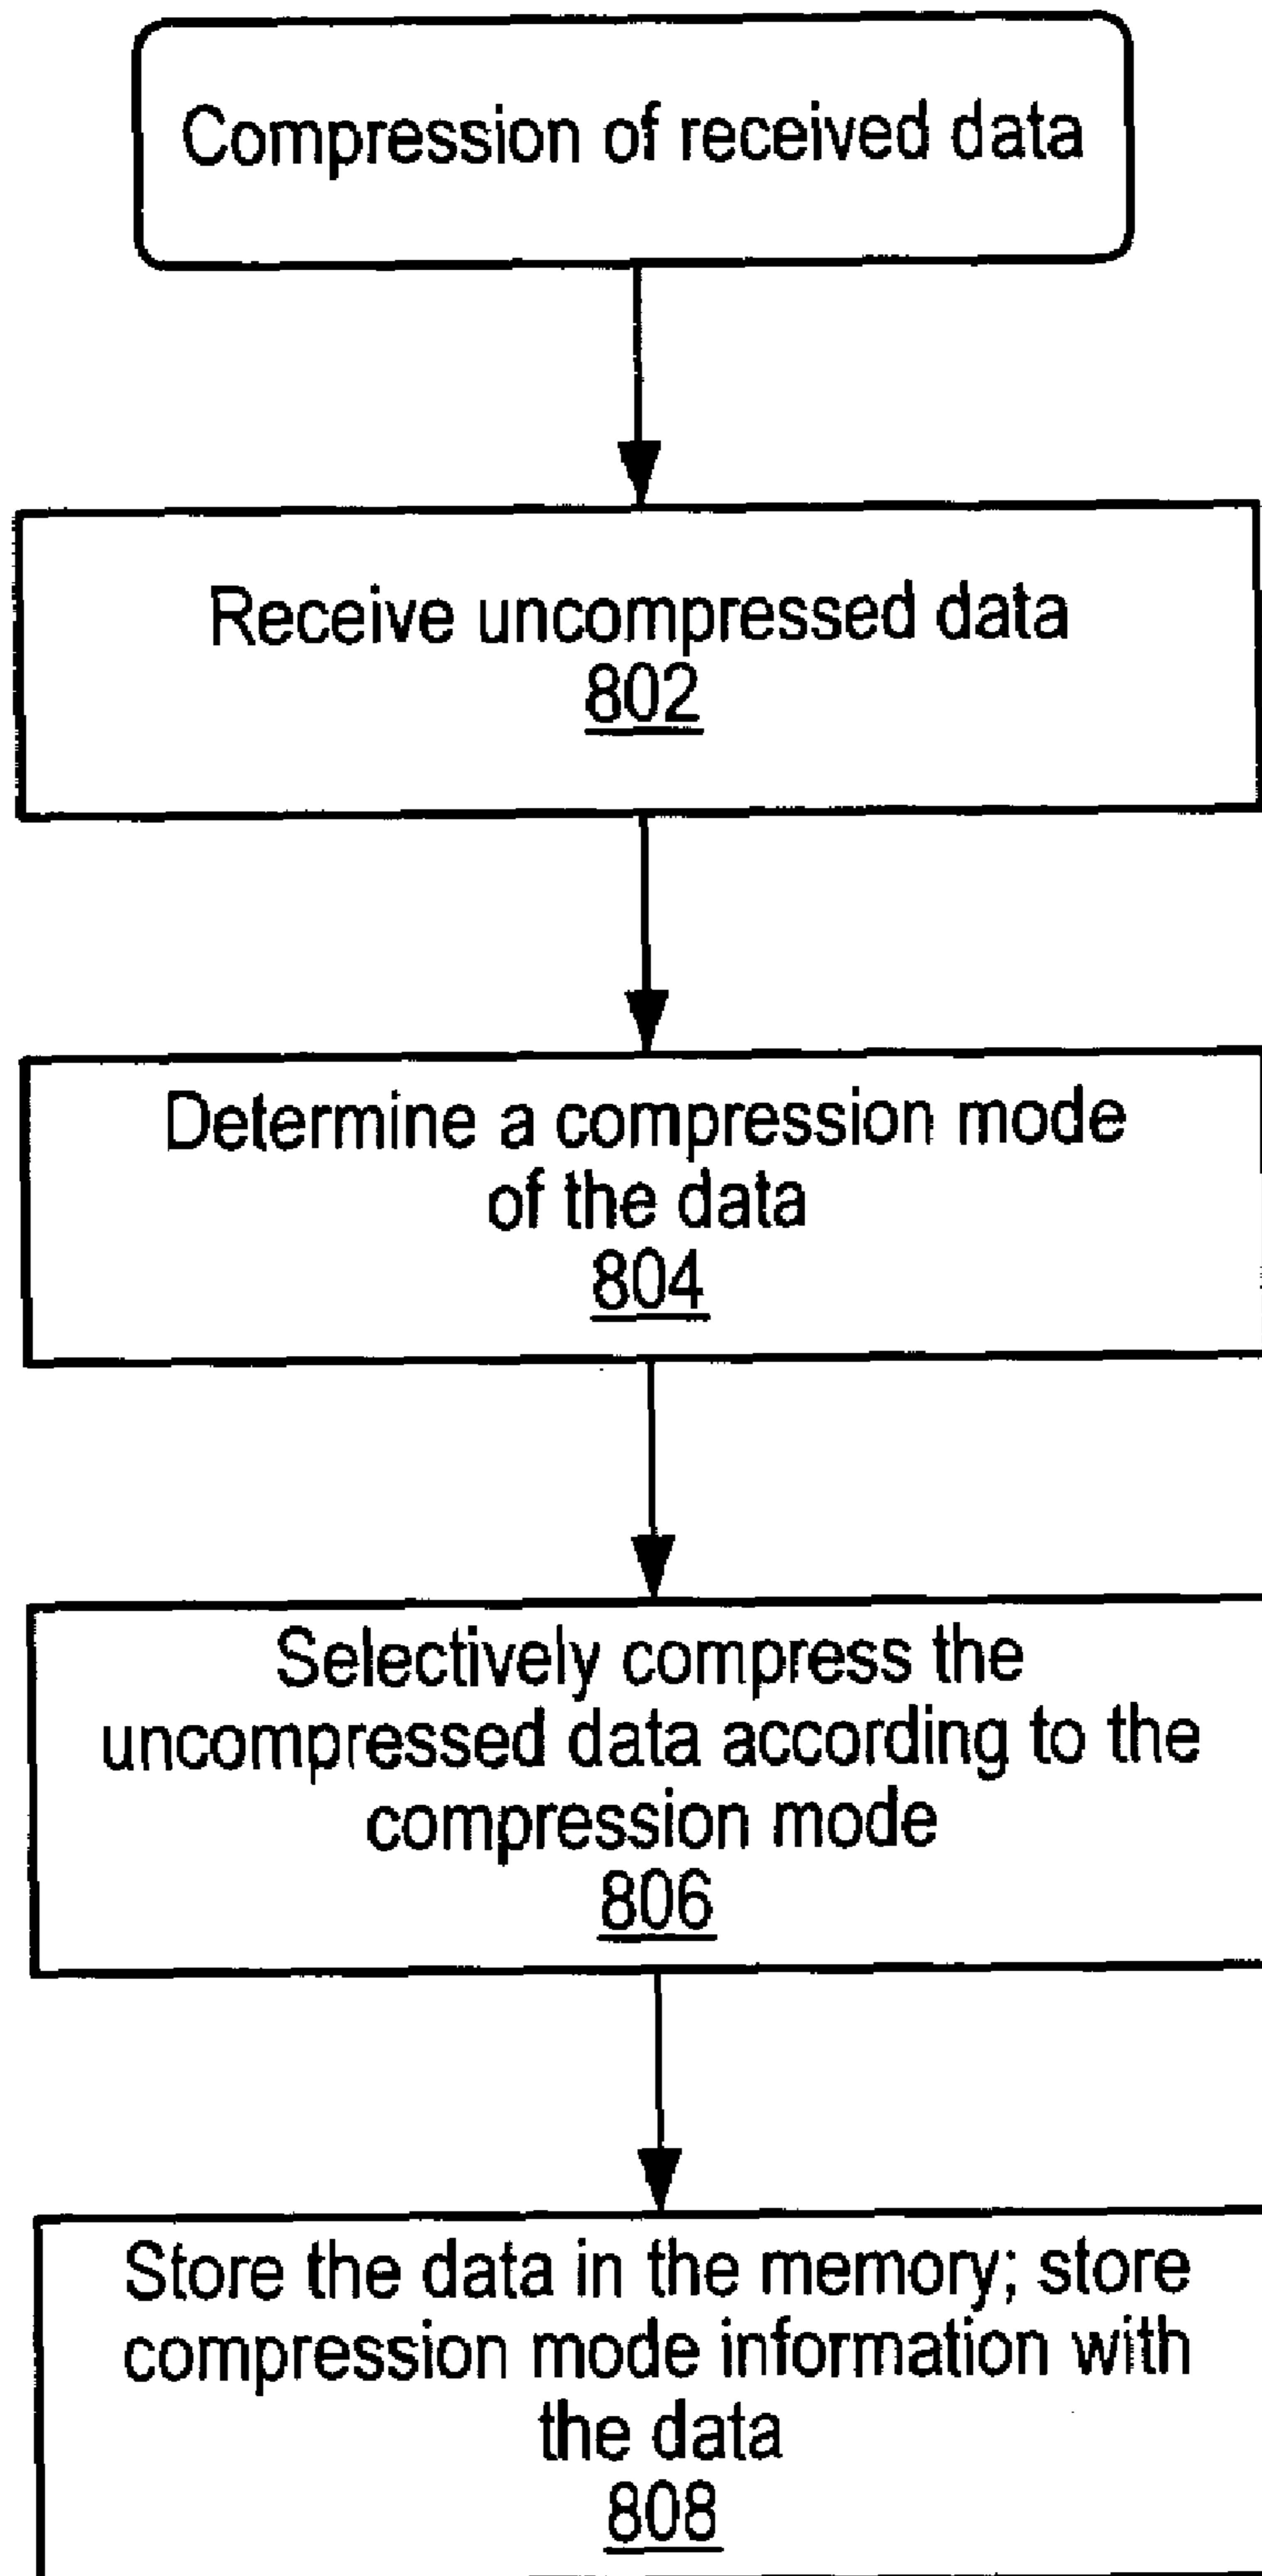 Compression of received data
Receive uncompressed data
802
Determine a compression mode
of the data
804
Selectively compress the
uncompressed data according to the
compression mode
806
Store the data in the memory; store
compression mode information with
the data
808